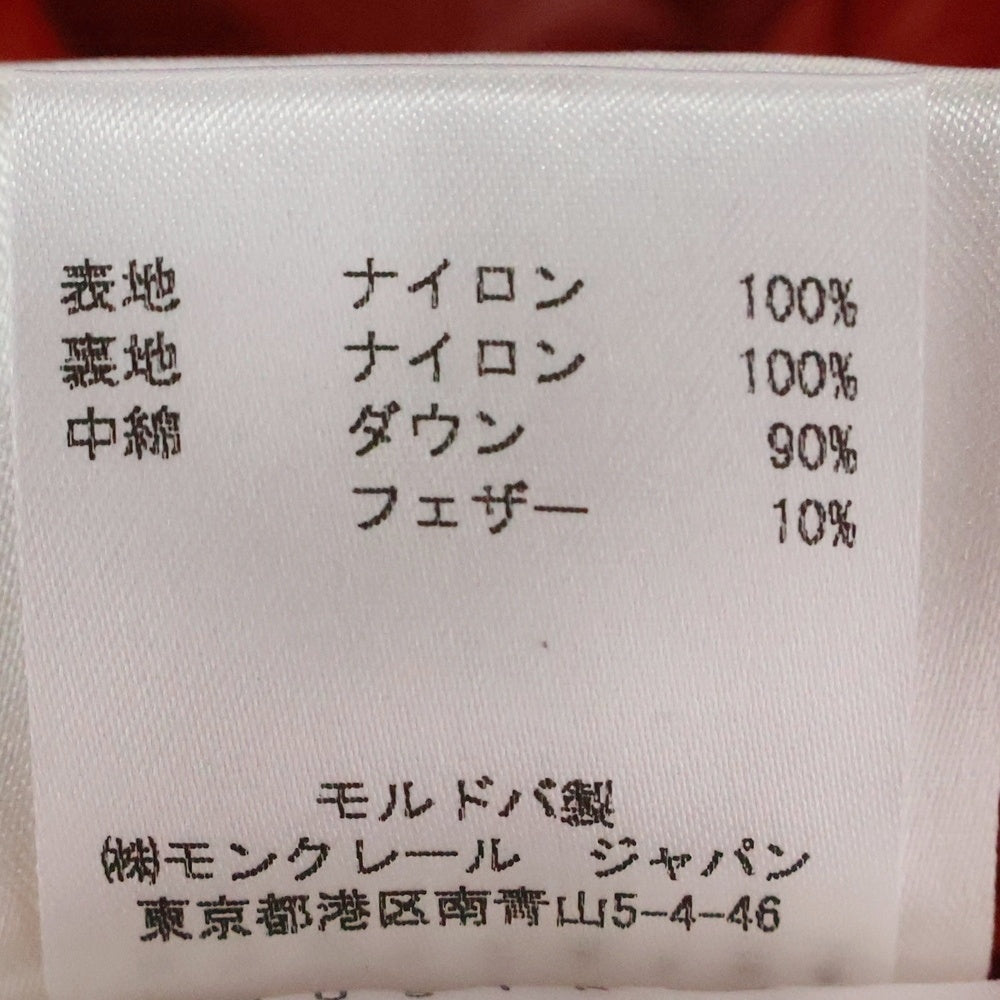 表地 ナイロン 100%
裏地 ナイロン 100%
中綿 ダウン 90%
フェザー 10%
モルドバ製
㈱モンクレール ジャパン
東京都港区南青山5-4-46